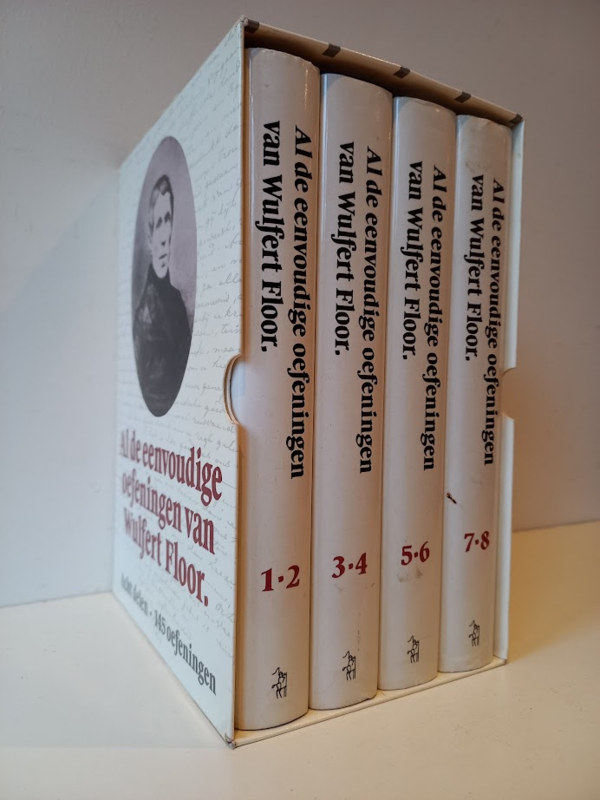 Al de eenvoudige
oefeningen van
Wulfert Floor.
Acht delen - 145 oefeningen
Al de eenvoudige oefeningen
van Wulfert Floor.
1·2
Al de eenvoudige oefeningen
van Wulfert Floor.
3·4
Al de eenvoudige oefeningen
van Wulfert Floor.
5·6
Al de eenvoudige oefeningen
van Wulfert Floor.
7·8